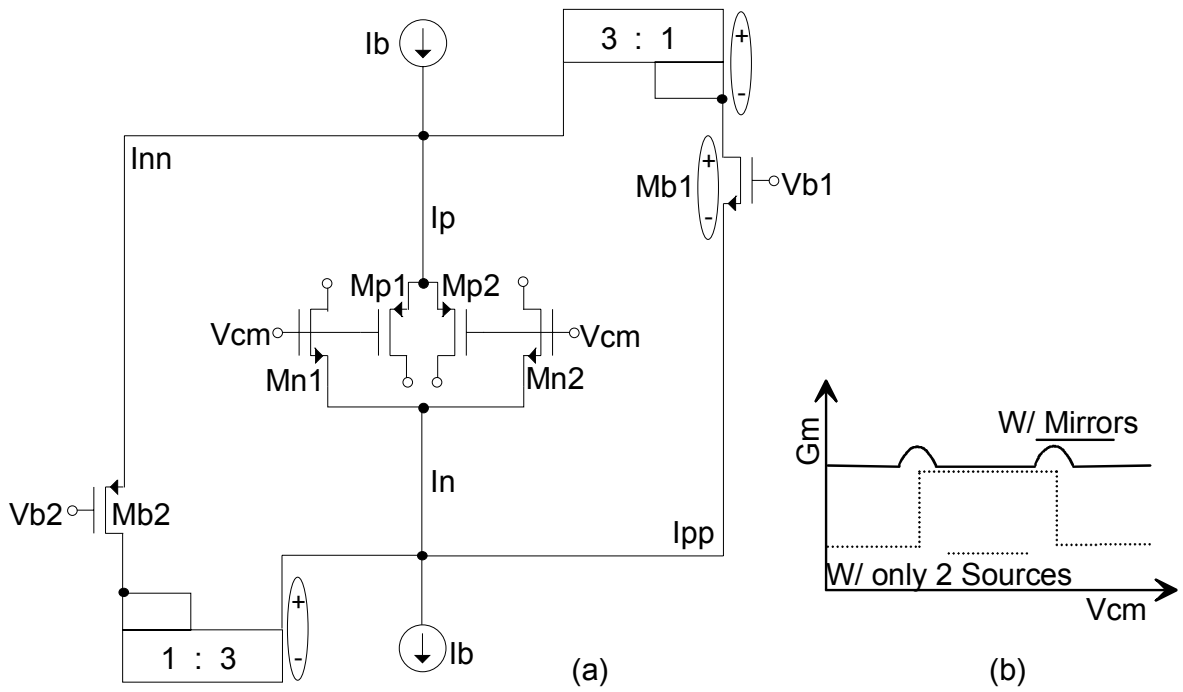 Ib
3 : 1
+
-
Inn
+
Mb1
-
Vb1
Ip
Mp1 Mp2
Vcm
Vcm
Mn1
Mn2
In
Vb2
Mb2
Ipp
+
-
1 : 3
Ib
(a)
Gm
W/ Mirrors
W/ only 2 Sources
Vcm
(b)